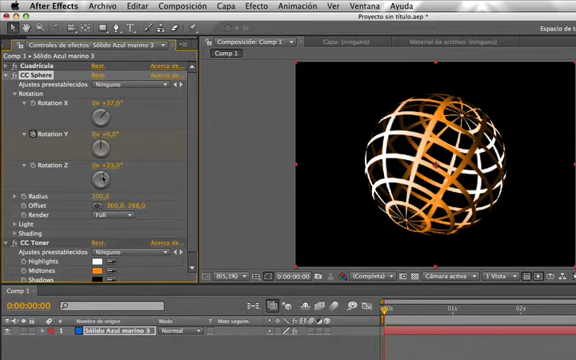 After Effects Archivo Edición Composición Capa Efecto Animación Ver Ventana Ayuda
Proyecto sin título.aep *
Espacio de t
Controles de efectos: Sólido Azul marino 3
Composición: Comp 1 Capa: (ninguno) Material de archivo: (ninguno)
Comp 1 • Sólido Azul marino 3
Comp 1
Cuadrícula Rest. Acerca de...
CC Sphere Rest. Acerca de...
Ajustes preestablecidos Ninguno
Rotation
Rotation X 0x +37,0°
Rotation Y 0x +0,0°
Rotation Z 0x +23,0°
Radius 200,0
Offset 360,0, 288,0
Render Full
Light
Shading
CC Toner Rest. Acerca de...
Ajustes preestablecidos Ninguno
Highlights
Midtones
Shadows
(65,1%) 0:00:00:00 (Completa) Cámara activa 1 Vista
Comp 1
0:00:00:00
01s 02s
Nº Nombre de origen Modo T Mate seguim.
1 Sólido Azul marino 3 Normal